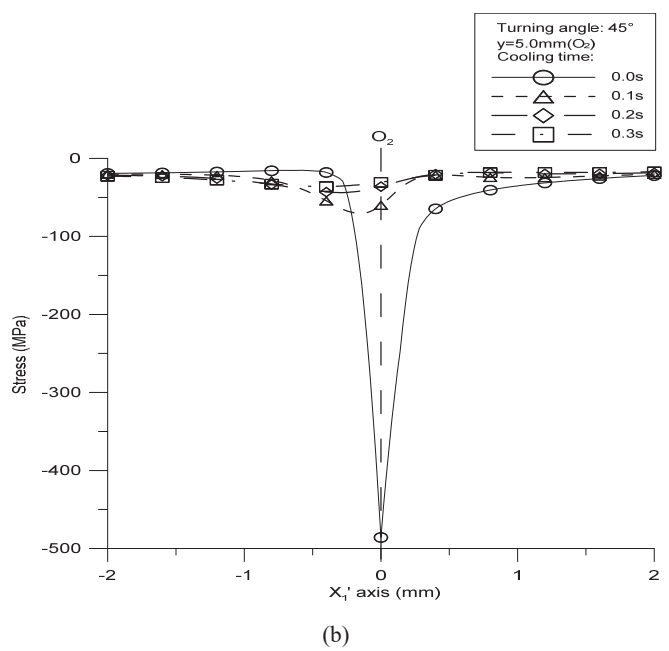 Turning angle: 45°
y=5.0mm(O₂)
Cooling time:
0.0s
0.1s
0.2s
0.3s
O₂
0
-100
-200
-300
-400
-500
Stress (MPa)
-2 -1 0 1 2
X₁' axis (mm)
(b)